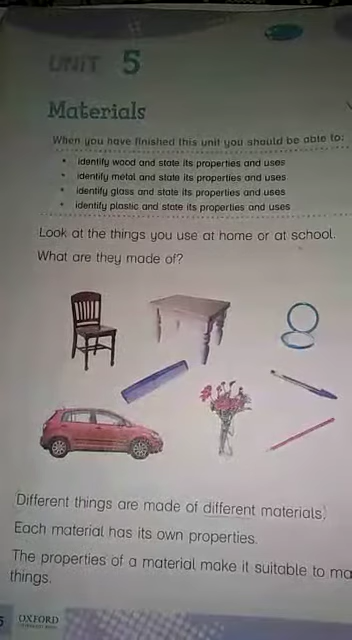 UNIT 5
Materials
When you have finished this unit you should be able to:
• identify wood and state its properties and uses
• identify metal and state its properties and uses
• identify glass and state its properties and uses
• identify plastic and state its properties and uses
Look at the things you use at home or at school.
What are they made of?
Different things are made of different materials.
Each material has its own properties.
The properties of a material make it suitable to
things.
OXFORD